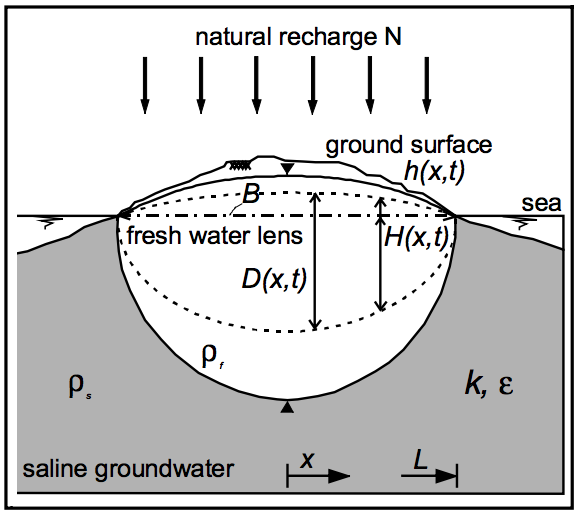 natural recharge N
ground surface
h(x,t)
B
sea
fresh water lens
H(x,t)
D(x,t)
ρf
ρs
k, ε
x
L
saline groundwater